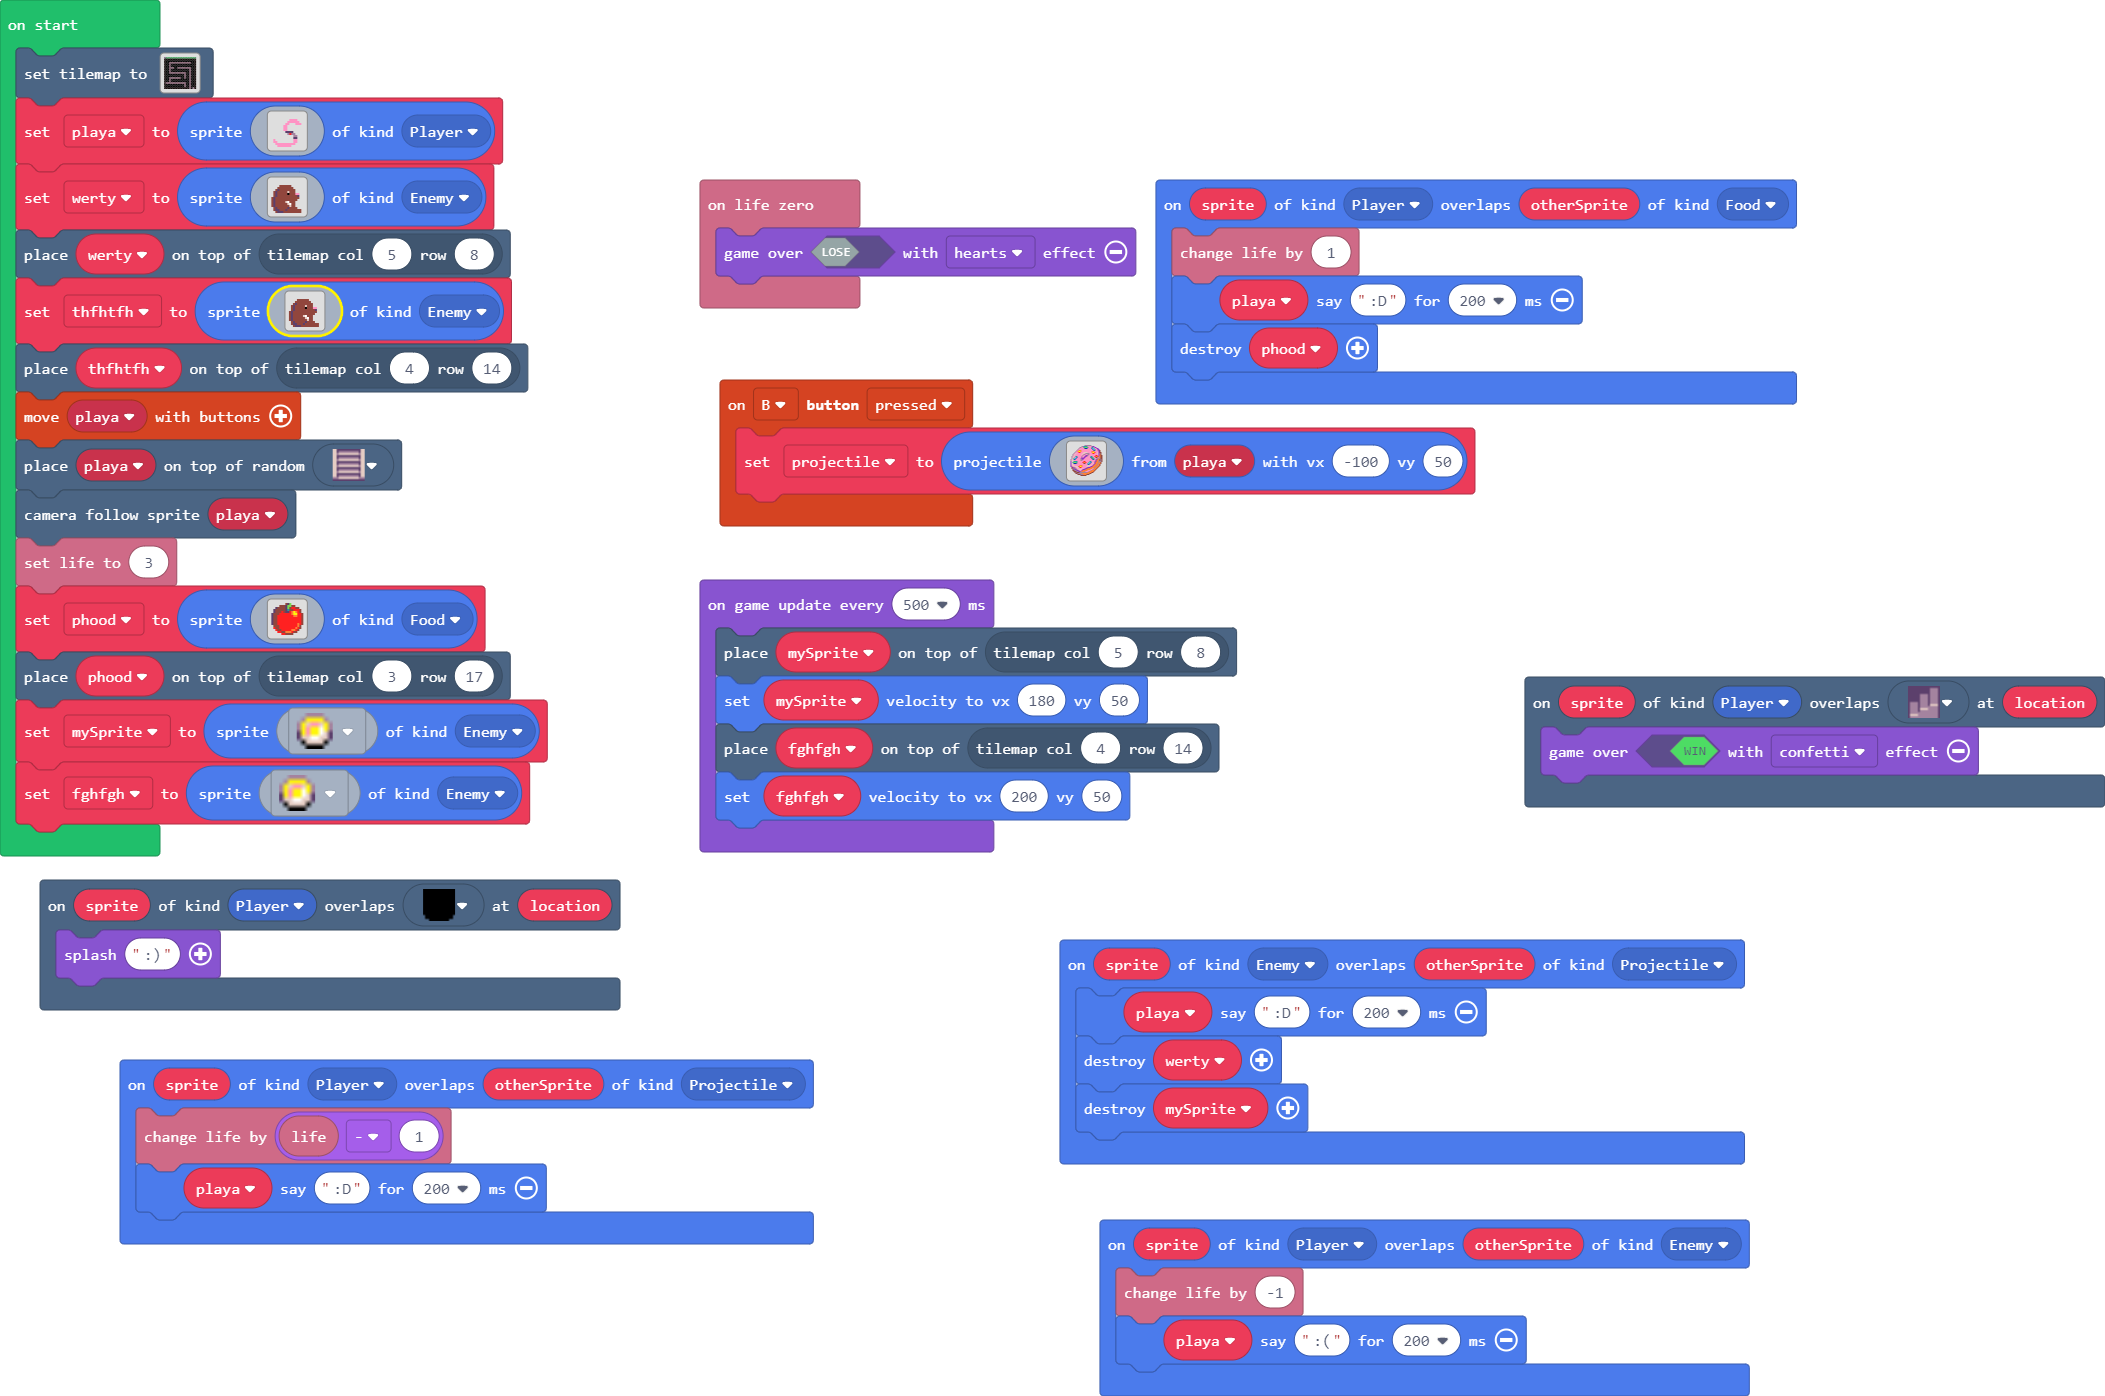 on start
set tilemap to
set playa to sprite of kind Player
set werty to sprite of kind Enemy
place werty on top of tilemap col 5 row 8
set thfhtfh to sprite of kind Enemy
place thfhtfh on top of tilemap col 4 row 14
move playa with buttons
place playa on top of random
camera follow sprite playa
set life to 3
set phood to sprite of kind Food
place phood on top of tilemap col 3 row 17
set mySprite to sprite of kind Enemy
set fghfgh to sprite of kind Enemy
on life zero
game over LOSE with hearts effect
on sprite of kind Player overlaps otherSprite of kind Food
change life by 1
playa say ":D" for 200 ms
destroy phood
on B button pressed
set projectile to projectile from playa with vx -100 vy 50
on game update every 500 ms
place mySprite on top of tilemap col 5 row 8
set mySprite velocity to vx 180 vy 50
place fghfgh on top of tilemap col 4 row 14
set fghfgh velocity to vx 200 vy 50
on sprite of kind Player overlaps at location
game over WIN with confetti effect
on sprite of kind Player overlaps at location
splash ":)"
on sprite of kind Enemy overlaps otherSprite of kind Projectile
playa say ":D" for 200 ms
destroy werty
destroy mySprite
on sprite of kind Player overlaps otherSprite of kind Projectile
change life by life - 1
playa say ":D" for 200 ms
on sprite of kind Player overlaps otherSprite of kind Enemy
change life by -1
playa say ":(" for 200 ms